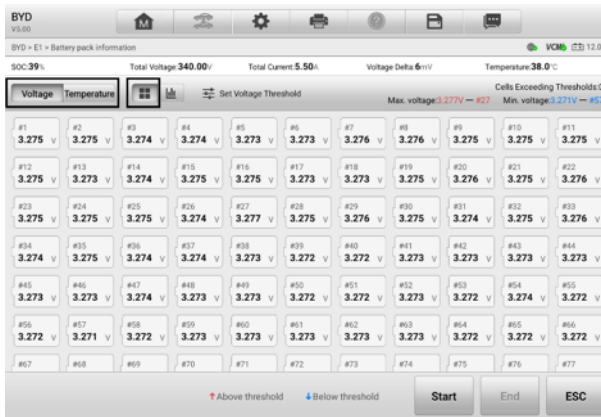 BYD
V3.00
BYD > E1 > Battery pack information
VCMI 12.0
SOC:39% Total Voltage:340.00V Total Current:5.50A Voltage Delta:6mV Temperature:38.0°C
Voltage Temperature Set Voltage Threshold
Cells Exceeding Thresholds:0
Max. voltage:3.277V — #27 Min. voltage:3.271V — #57
#1 #2 #3 #4 #5 #6 #7 #8 #9 #10 #11
3.275 V 3.275 V 3.274 V 3.274 V 3.273 V 3.273 V 3.276 V 3.276 V 3.275 V 3.275 V 3.275 V
#12 #13 #14 #15 #16 #17 #18 #19 #20 #21 #22
3.275 V 3.273 V 3.274 V 3.275 V 3.275 V 3.273 V 3.273 V 3.275 V 3.276 V 3.275 V 3.276 V
#23 #24 #25 #26 #27 #28 #29 #30 #31 #32 #33
3.275 V 3.275 V 3.275 V 3.274 V 3.277 V 3.275 V 3.276 V 3.275 V 3.274 V 3.275 V 3.276 V
#34 #35 #36 #37 #38 #39 #40 #41 #42 #43 #44
3.274 V 3.275 V 3.274 V 3.274 V 3.273 V 3.272 V 3.272 V 3.273 V 3.273 V 3.273 V 3.273 V
#45 #46 #47 #48 #49 #50 #51 #52 #53 #54 #55
3.273 V 3.273 V 3.274 V 3.273 V 3.273 V 3.272 V 3.272 V 3.273 V 3.272 V 3.274 V 3.272 V
#56 #57 #58 #59 #60 #61 #62 #63 #64 #65 #66
3.272 V 3.271 V 3.272 V 3.273 V 3.273 V 3.273 V 3.272 V 3.273 V 3.272 V 3.272 V 3.272 V
#67 #68 #69 #70 #71 #72 #73 #74 #75 #76 #77
↑Above threshold ↓Below threshold Start End ESC